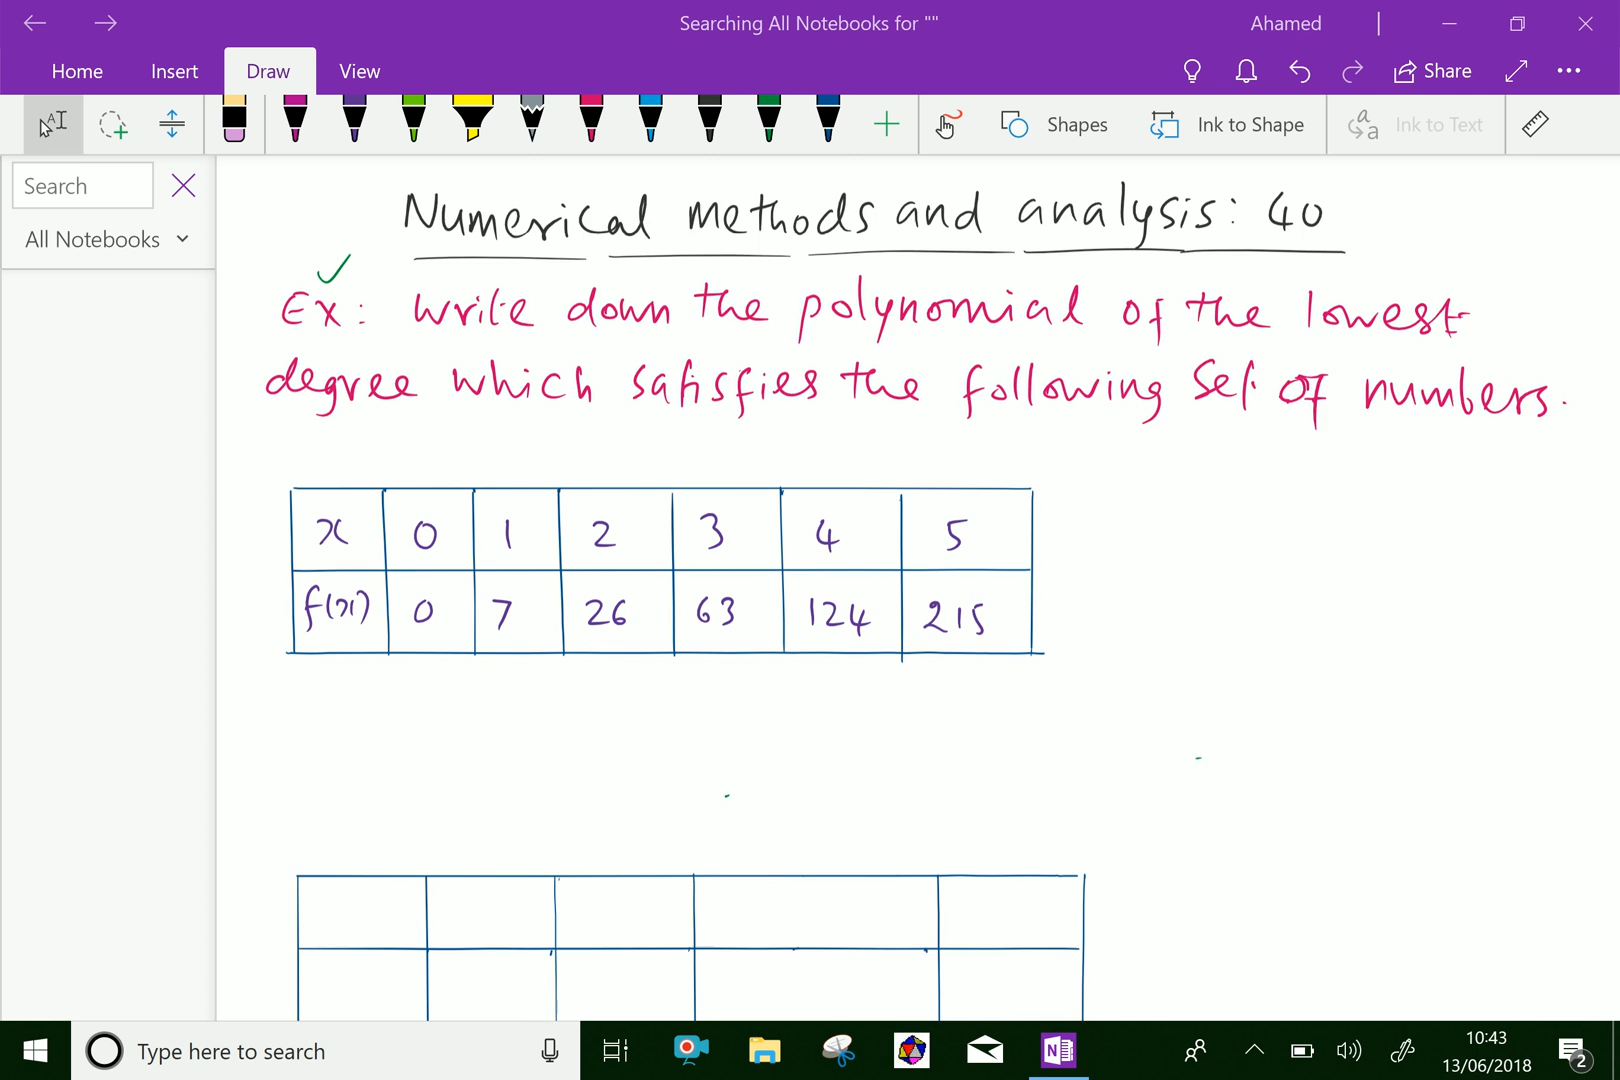 Searching All Notebooks for ""
Ahamed
Home Insert Draw View
Share
Shapes Ink to Shape Ink to Text
Search
All Notebooks
Numerical methods and analysis: 40
Ex: Write down the polynomial of the lowest
degree which satisfies the following set of numbers.
x 0 1 2 3 4 5
f(x) 0 7 26 63 124 215
Type here to search
10:43
13/06/2018
2